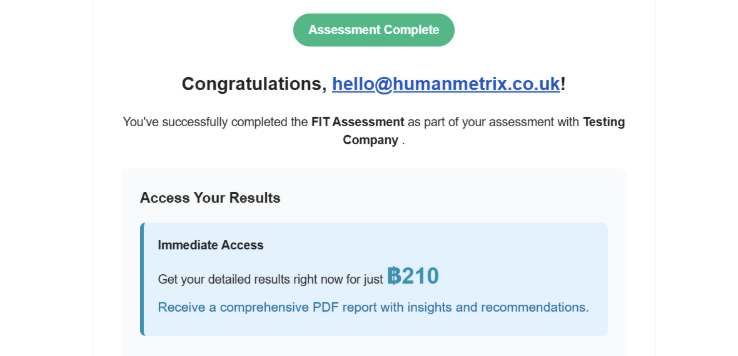 Assessment Complete
Congratulations, hello@humanmetrix.co.uk!
You've successfully completed the FIT Assessment as part of your assessment with Testing
Company .
Access Your Results
Immediate Access
Get your detailed results right now for just ฿210
Receive a comprehensive PDF report with insights and recommendations.